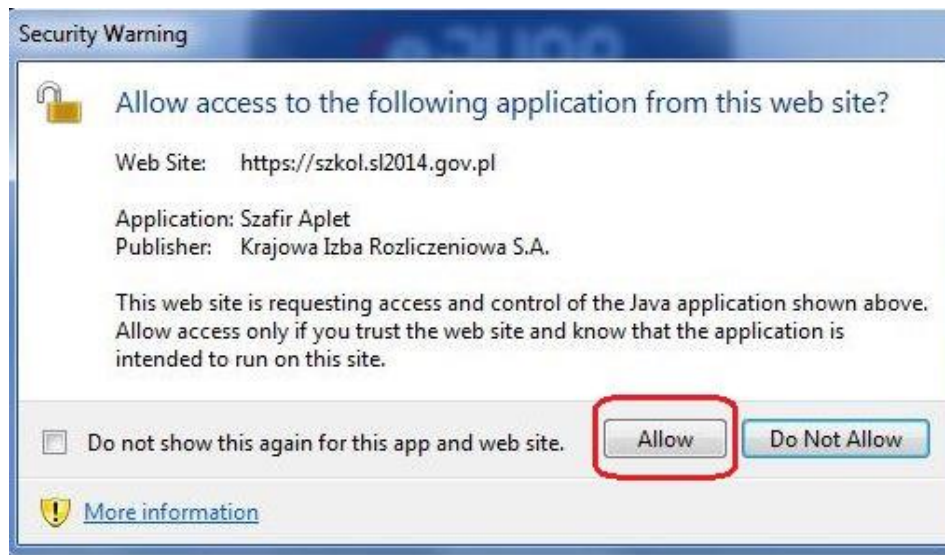 Security Warning
Allow access to the following application from this web site?
Web Site: https://szkol.sl2014.gov.pl
Application: Szafir Aplet
Publisher: Krajowa Izba Rozliczeniowa S.A.
This web site is requesting access and control of the Java application shown above.
Allow access only if you trust the web site and know that the application is
intended to run on this site.
Do not show this again for this app and web site. Allow Do Not Allow
More information